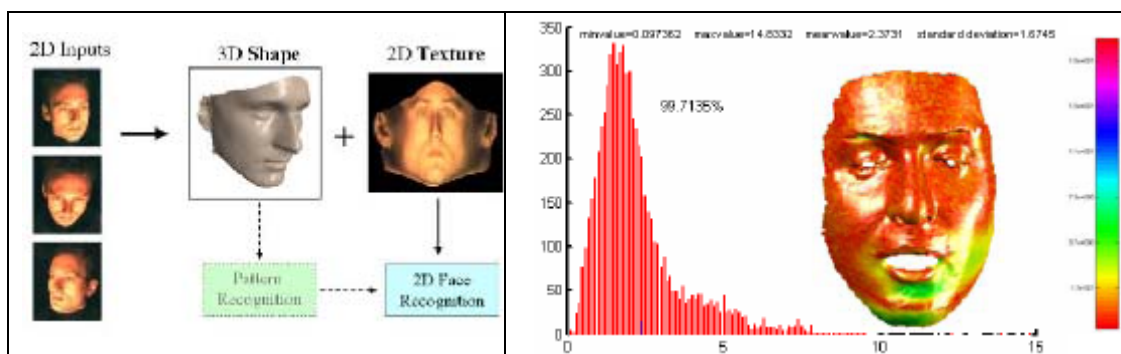 2D Inputs
3D Shape
2D Texture
+
Pattern
Recognition
2D Face
Recognition
350
300
250
200
150
100
50
0
minvalue=0.097362 maxvalue=14.8332 meanvalue=2.3731 standard deviation=1.6745
99.7135%
0 5 10 15